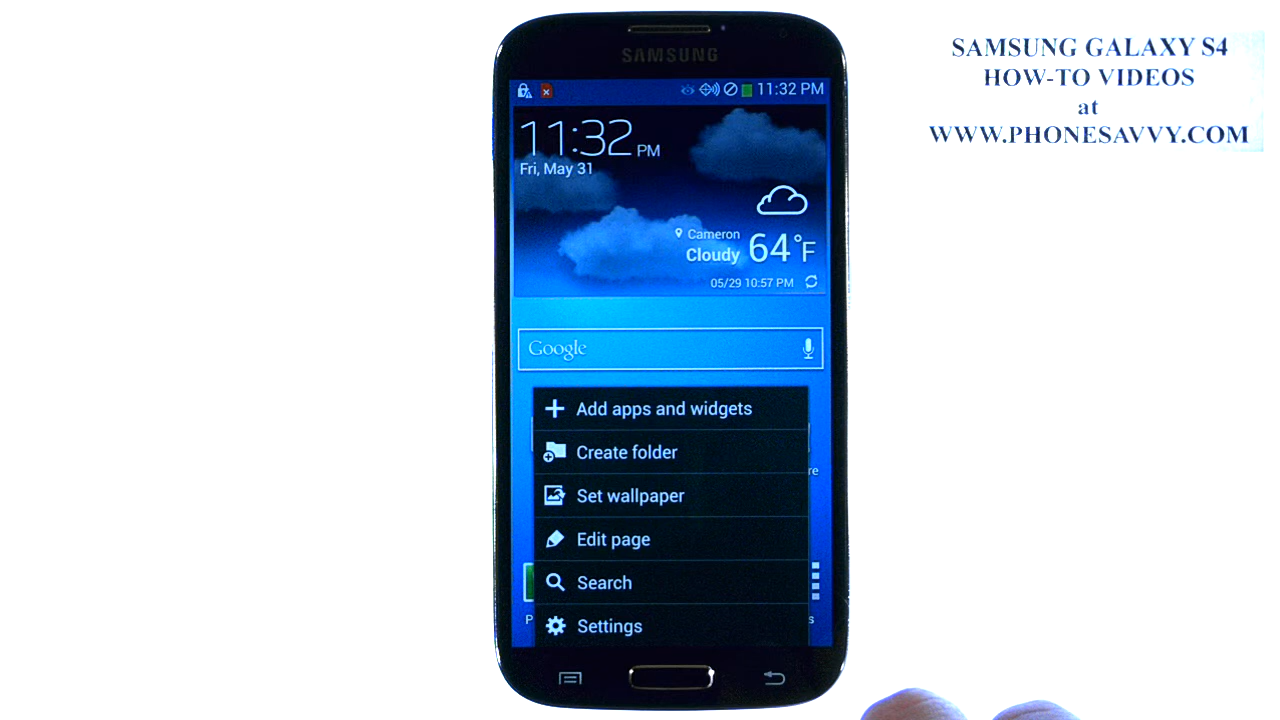 SAMSUNG GALAXY S4
HOW-TO VIDEOS
at
WWW.PHONESAVVY.COM
SAMSUNG
11:32 PM
11:32 PM
Fri, May 31
Cameron
Cloudy 64°F
05/29 10:57 PM
Google
Add apps and widgets
Create folder
re
Set wallpaper
Edit page
Search
P
s
Settings